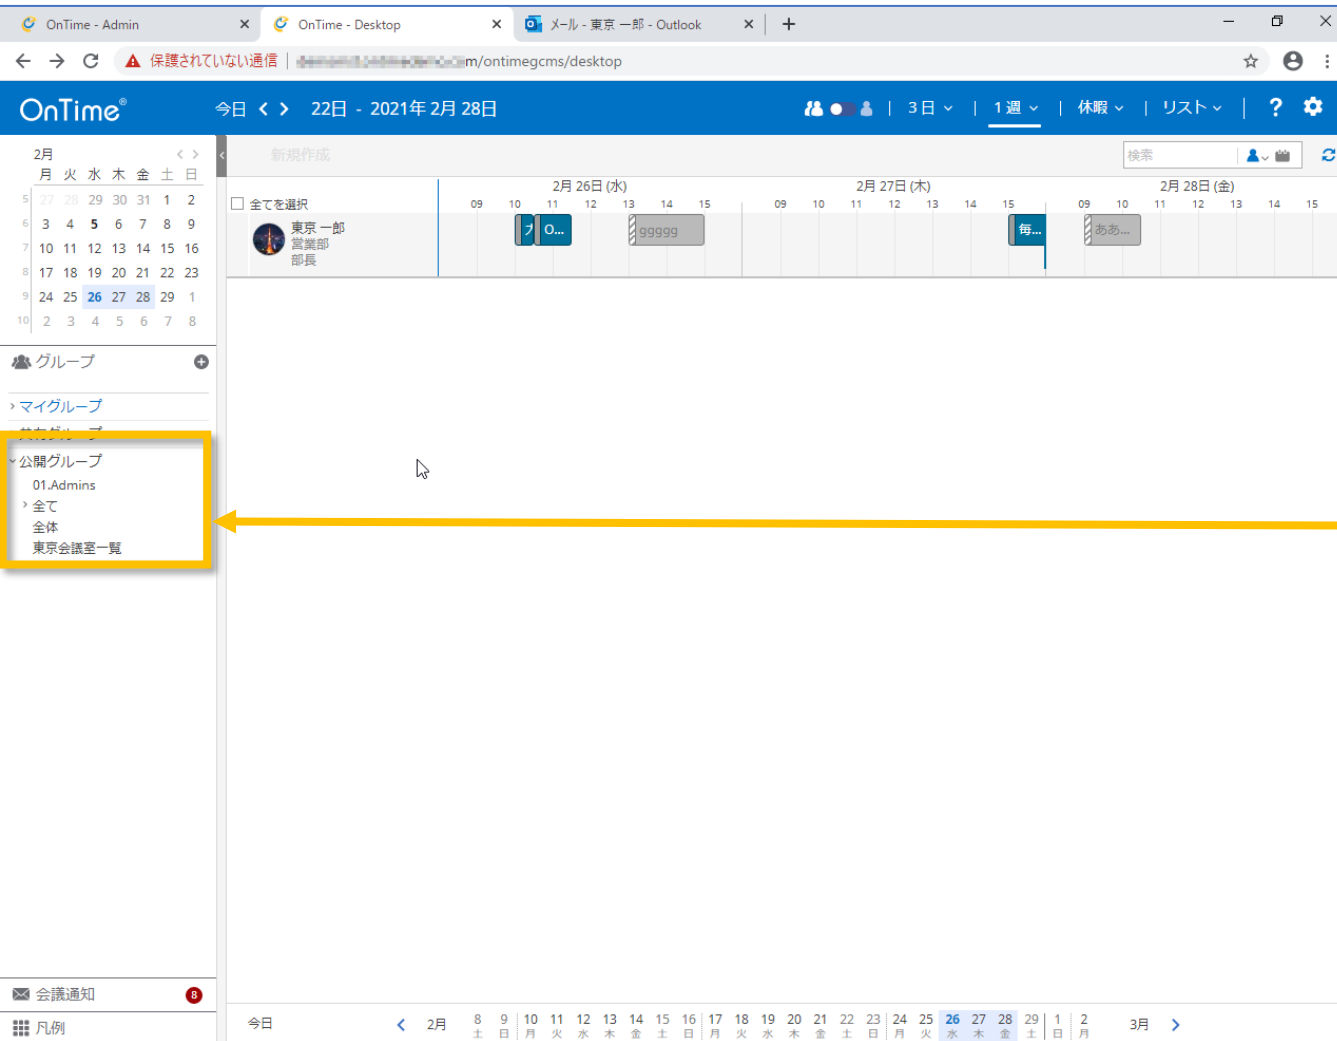 OnTime - Admin
OnTime - Desktop
メール - 東京 一郎 - Outlook
保護されていない通信
m/ontimegcms/desktop
OnTime®
今日
22日 - 2021年 2月 28日
3日
1週
休暇
リスト
?
2月
月 火 水 木 金 土 日
5 27 28 29 30 31 1 2
6 3 4 5 6 7 8 9
7 10 11 12 13 14 15 16
8 17 18 19 20 21 22 23
9 24 25 26 27 28 29 1
10 2 3 4 5 6 7 8
新規作成
検索
2月 26日 (水) 2月 27日 (木) 2月 28日 (金)
全てを選択
09 10 11 12 13 14 15 09 10 11 12 13 14 15 09 10 11 12 13 14 15
東京 一郎
営業部
部長
O...
ggggg
毎...
ああ...
グループ
マイグループ
公開グループ
01.Admins
全て
全体
東京会議室一覧
会議通知 8
凡例
今日
2月
8 9 10 11 12 13 14 15 16 17 18 19 20 21 22 23 24 25 26 27 28 29 1 2
土 日 月 火 水 木 金 土 日 月 火 水 木 金 土 日 月 火 水 木 金 土 日 月
3月